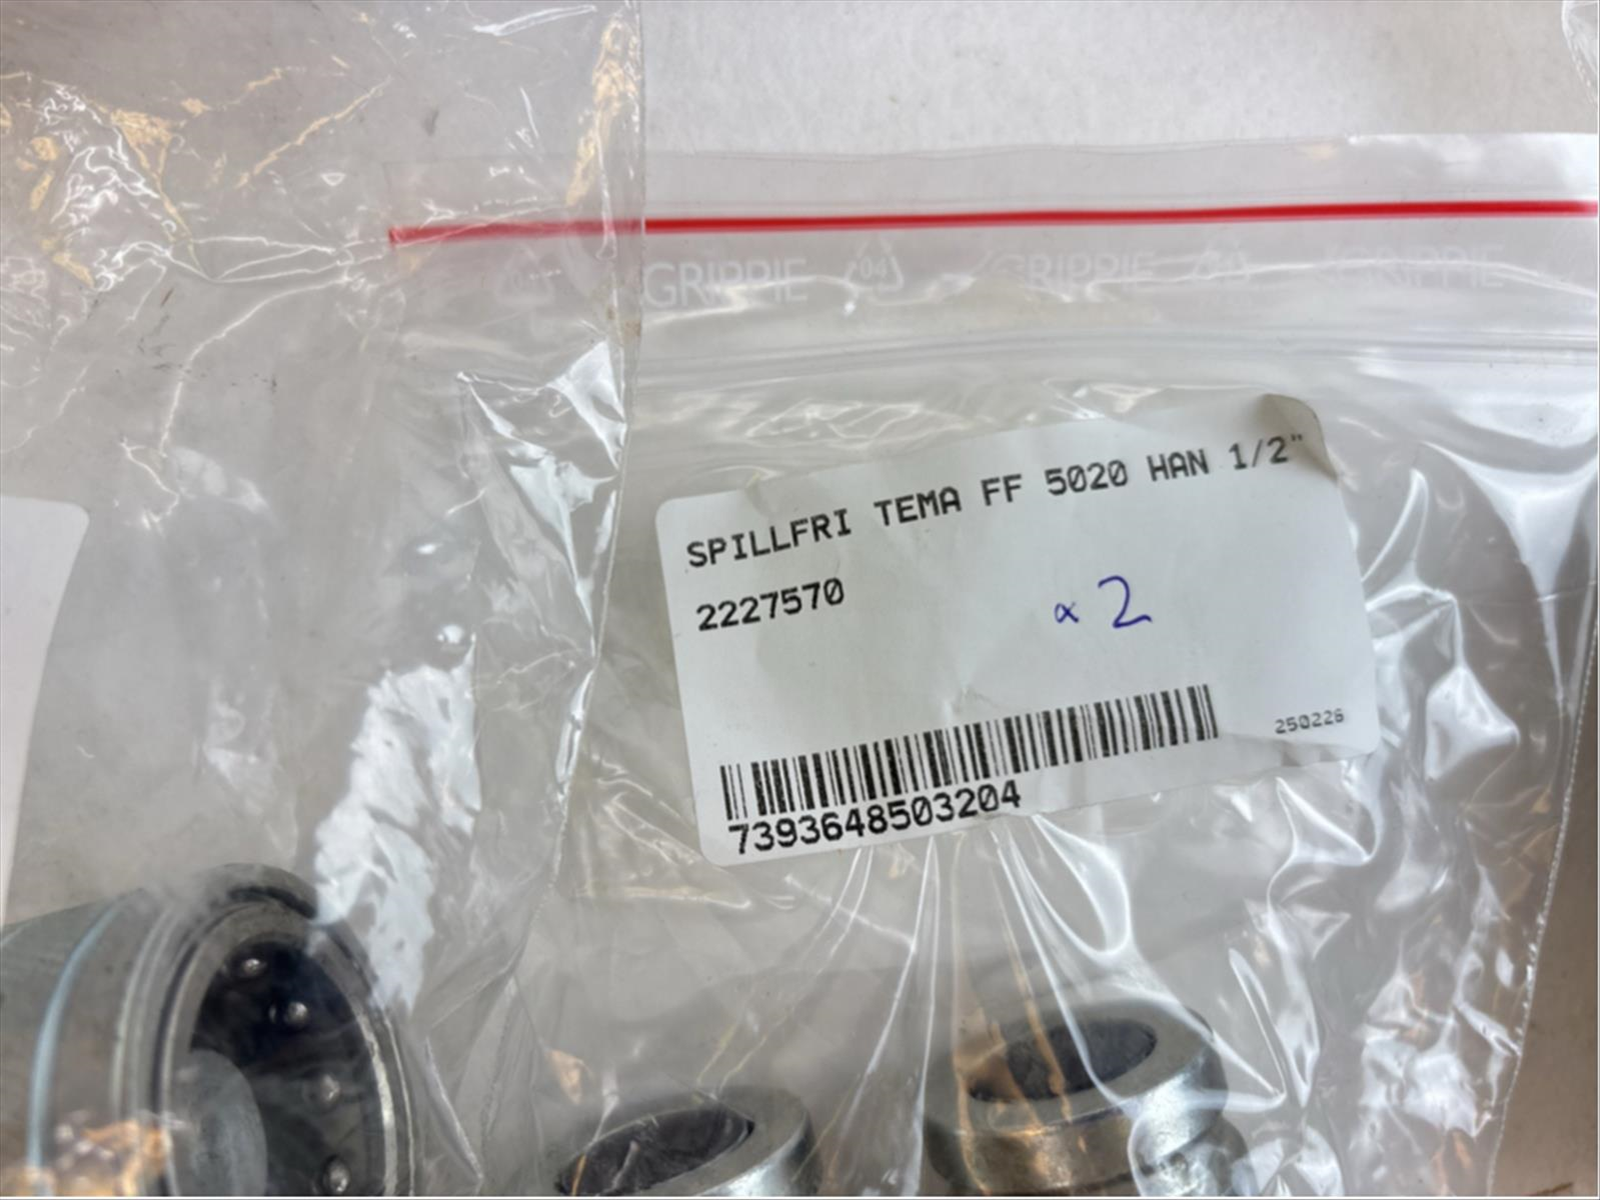 GRIPPIE 04 GRIPPIE GRIPPIE
SPILLFRI TEMA FF 5020 HAN 1/2"
2227570
x 2
250226
7393648503204